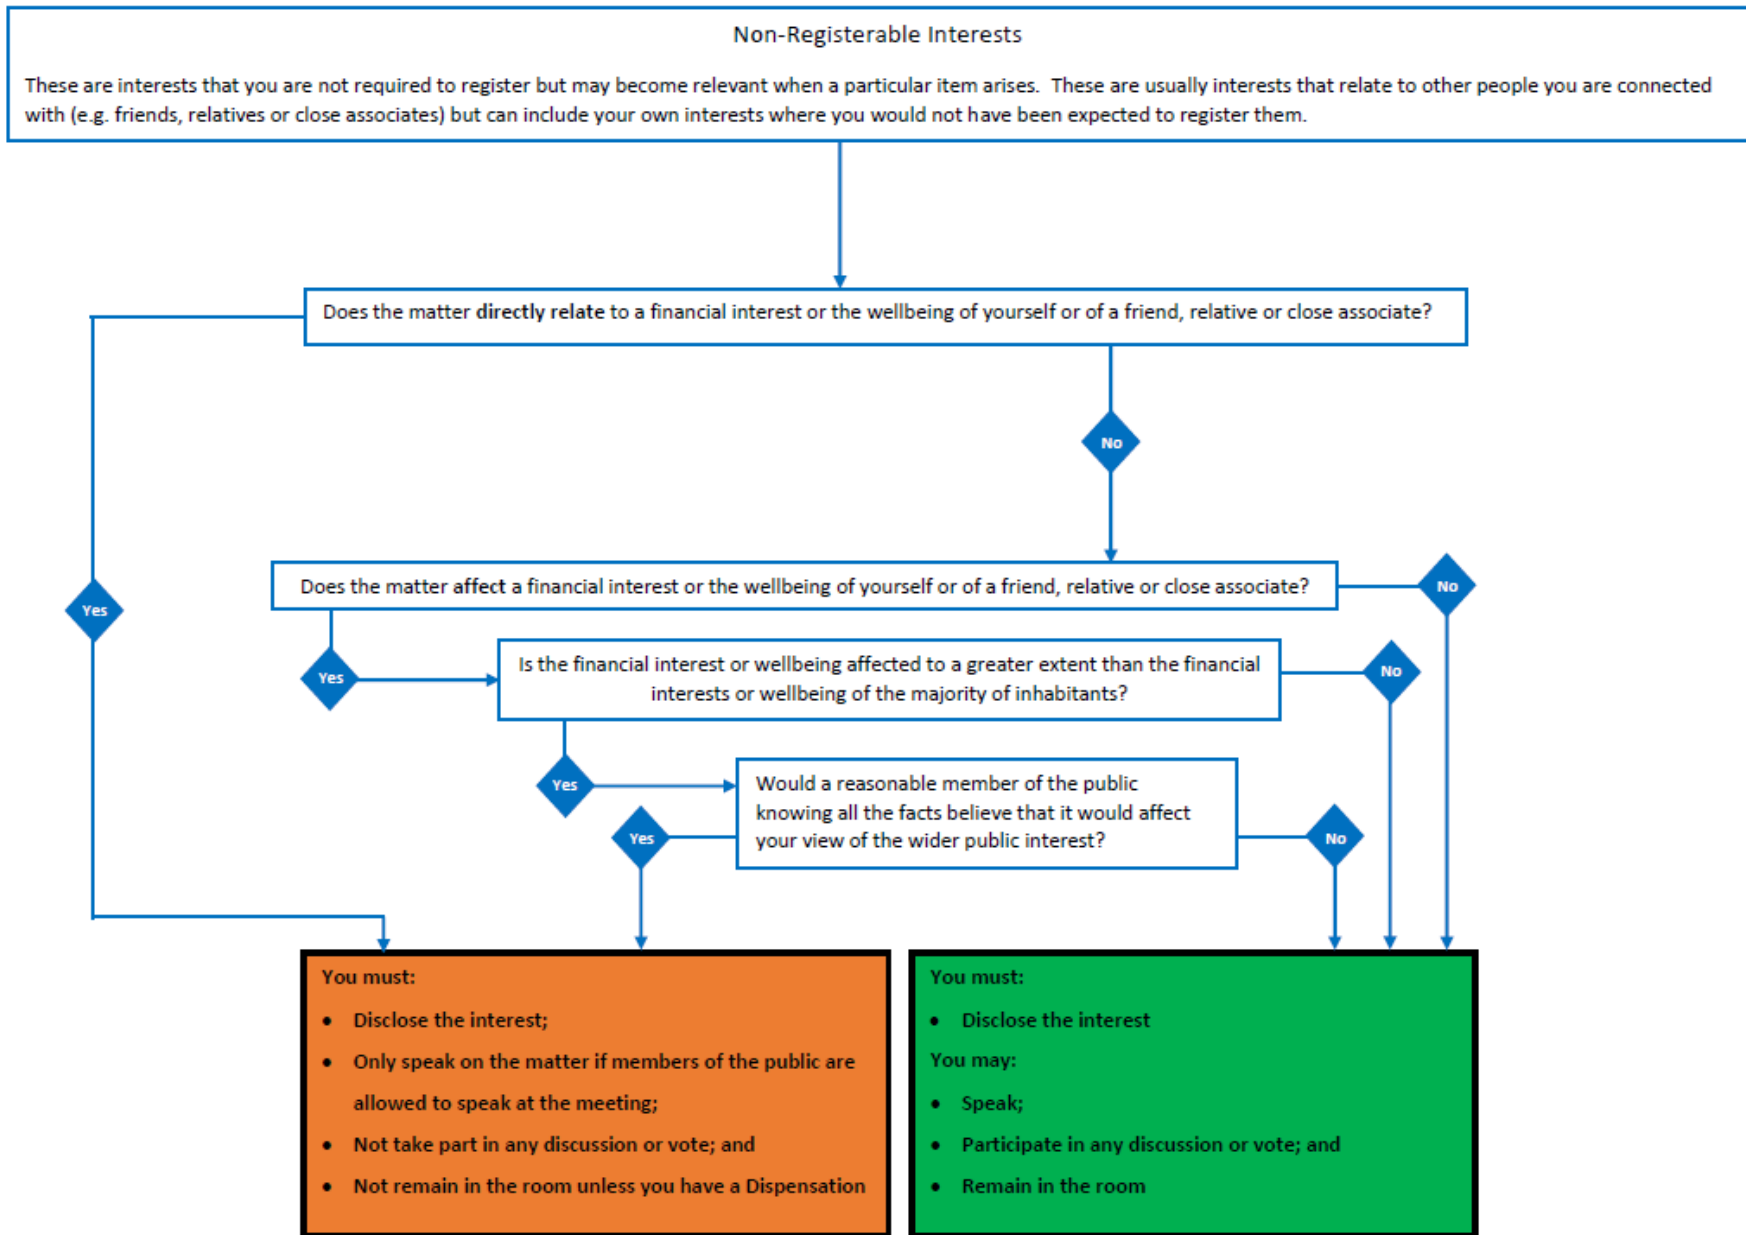 Non-Registerable Interests
These are interests that you are not required to register but may become relevant when a particular item arises.  These are usually interests that relate to other people you are connected
with (e.g. friends, relatives or close associates) but can include your own interests where you would not have been expected to register them.
Does the matter directly relate to a financial interest or the wellbeing of yourself or of a friend, relative or close associate?
No
Does the matter affect a financial interest or the wellbeing of yourself or of a friend, relative or close associate?
No
Yes
Yes
Is the financial interest or wellbeing affected to a greater extent than the financial
interests or wellbeing of the majority of inhabitants?
No
Yes
Would a reasonable member of the public
knowing all the facts believe that it would affect
your view of the wider public interest?
Yes
No
You must:
• Disclose the interest;
• Only speak on the matter if members of the public are
allowed to speak at the meeting;
• Not take part in any discussion or vote; and
• Not remain in the room unless you have a Dispensation
You must:
• Disclose the interest
You may:
• Speak;
• Participate in any discussion or vote; and
• Remain in the room